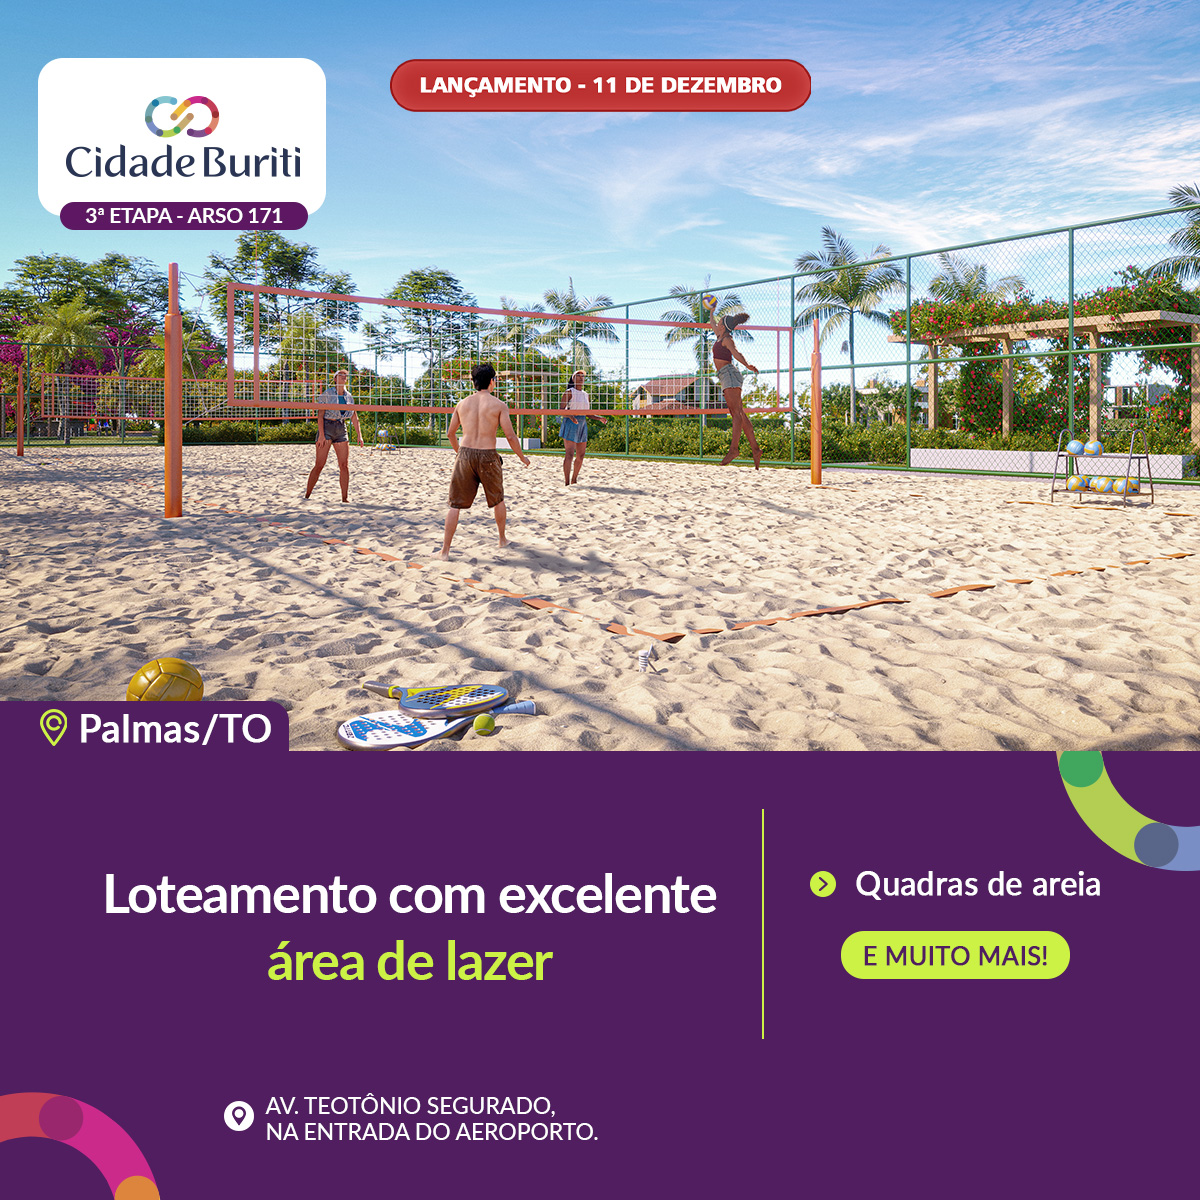 LANÇAMENTO - 11 DE DEZEMBRO
Cidade Buriti
3ª ETAPA - ARSO 171
Palmas/TO
Loteamento com excelente
área de lazer
Quadras de areia
E MUITO MAIS!
AV. TEOTÔNIO SEGURADO,
NA ENTRADA DO AEROPORTO.